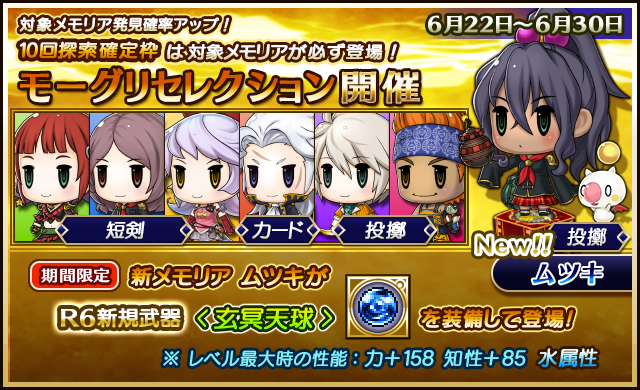 対象メモリア発見確率アップ！
6月22日～6月30日
10回探索確定枠 は対象メモリアが必ず登場！
モーグリセレクション開催
短剣
カード
投擲
New!!
投擲
ムツキ
期間限定 新メモリア ムツキが
R6新規武器 ＜玄冥天球＞ を装備して登場！
※ レベル最大時の性能：力＋158 知性＋85 水属性